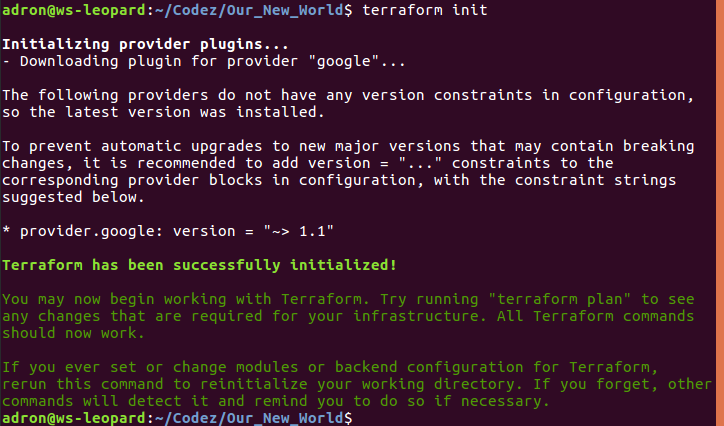 adron@ws-leopard:~/Codez/Our_New_World$ terraform init
Initializing provider plugins...
- Downloading plugin for provider "google"...
The following providers do not have any version constraints in configuration,
so the latest version was installed.
To prevent automatic upgrades to new major versions that may contain breaking
changes, it is recommended to add version = "..." constraints to the
corresponding provider blocks in configuration, with the constraint strings
suggested below.
* provider.google: version = "~> 1.1"
Terraform has been successfully initialized!
You may now begin working with Terraform. Try running "terraform plan" to see
any changes that are required for your infrastructure. All Terraform commands
should now work.
If you ever set or change modules or backend configuration for Terraform,
rerun this command to reinitialize your working directory. If you forget, other
commands will detect it and remind you to do so if necessary.
adron@ws-leopard:~/Codez/Our_New_World$